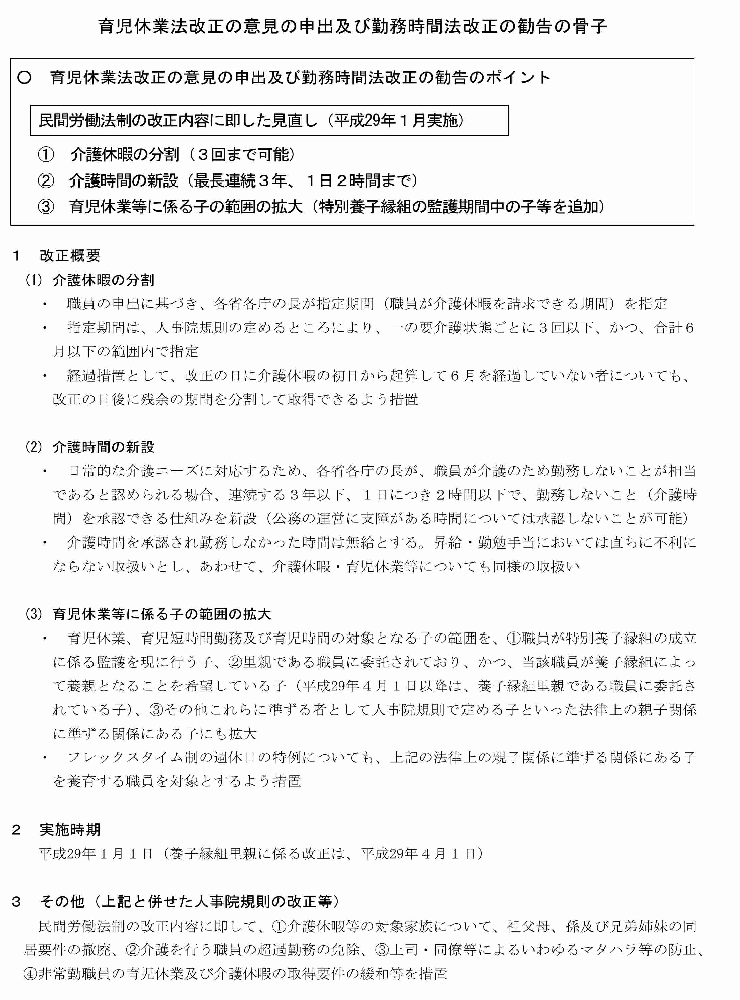 育児休業法改正の意見の申出及び勤務時間法改正の勧告の骨子
○　育児休業法改正の意見の申出及び勤務時間法改正の勧告のポイント
民間労働法制の改正内容に即した見直し（平成29年１月実施）
①　介護休暇の分割（３回まで可能）
②　介護時間の新設（最長連続３年、１日２時間まで）
③　育児休業等に係る子の範囲の拡大（特別養子縁組の監護期間中の子等を追加）
１　改正概要
(1) 介護休暇の分割
・　職員の申出に基づき、各省各庁の長が指定期間（職員が介護休暇を請求できる期間）を指定
・　指定期間は、人事院規則の定めるところにより、一の要介護状態ごとに３回以下、かつ、合計６
月以下の範囲内で指定
・　経過措置として、改正の日に介護休暇の初日から起算して６月を経過していない者についても、
改正の日後に残余の期間を分割して取得できるよう措置
(2) 介護時間の新設
・　日常的な介護ニーズに対応するため、各省各庁の長が、職員が介護のため勤務しないことが相当
であると認められる場合、連続する３年以下、１日につき２時間以下で、勤務しないこと（介護時
間）を承認できる仕組みを新設（公務の運営に支障がある時間については承認しないことが可能）
・　介護時間を承認され勤務しなかった時間は無給とする。昇給・勤勉手当においては直ちに不利に
ならない取扱いとし、あわせて、介護休暇・育児休業等についても同様の取扱い
(3) 育児休業等に係る子の範囲の拡大
・　育児休業、育児短時間勤務及び育児時間の対象となる子の範囲を、①職員が特別養子縁組の成立
に係る監護を現に行う子、②里親である職員に委託されており、かつ、当該職員が養子縁組によっ
て養親となることを希望している子（平成29年４月１日以降は、養子縁組里親である職員に委託さ
れている子）、③その他これらに準ずる者として人事院規則で定める子といった法律上の親子関係
に準ずる関係にある子にも拡大
・　フレックスタイム制の週休日の特例についても、上記の法律上の親子関係に準ずる関係にある子
を養育する職員を対象とするよう措置
２　実施時期
平成29年１月１日（養子縁組里親に係る改正は、平成29年４月１日）
３　その他（上記と併せた人事院規則の改正等）
民間労働法制の改正内容に即して、①介護休暇等の対象家族について、祖父母、孫及び兄弟姉妹の同
居要件の撤廃、②介護を行う職員の超過勤務の免除、③上司・同僚等によるいわゆるマタハラ等の防止、
④非常勤職員の育児休業及び介護休暇の取得要件の緩和等を措置